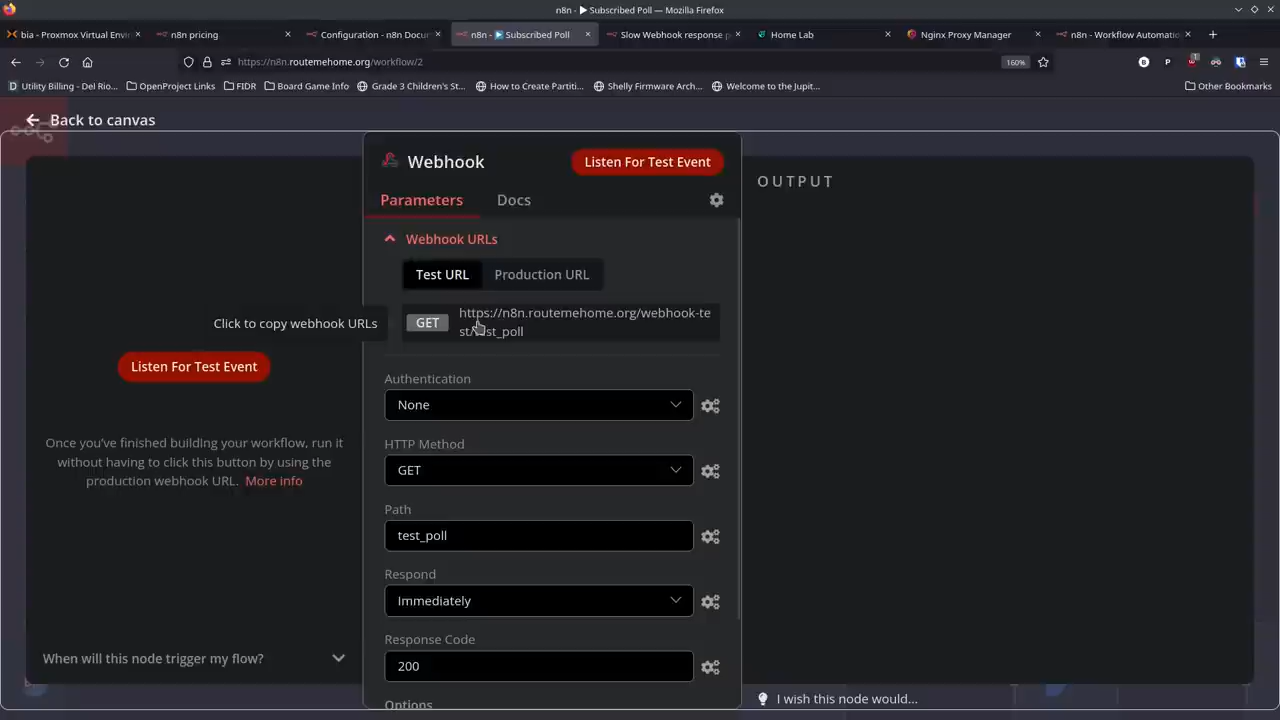 n8n - ▶ Subscribed Poll — Mozilla Firefox
bia - Proxmox Virtual Envi
n8n pricing
Configuration - n8n Docu
n8n - ▶ Subscribed Poll
Slow Webhook response p
Home Lab
Nginx Proxy Manager
n8n - Workflow Automatio
https://n8n.routemehome.org/workflow/2
160%
Utility Billing - Del Rio...
OpenProject Links
FIDR
Board Game Info
Grade 3 Children's St...
How to Create Partiti...
Shelly Firmware Arch...
Welcome to the Jupit...
Other Bookmarks
Back to canvas
Webhook
Listen For Test Event
OUTPUT
Parameters
Docs
Webhook URLs
Test URL
Production URL
Click to copy webhook URLs
GET
https://n8n.routemehome.org/webhook-te
st/test_poll
Listen For Test Event
Authentication
None
HTTP Method
GET
Once you've finished building your workflow, run it
without having to click this button by using the
production webhook URL. More info
Path
test_poll
Respond
Immediately
Response Code
200
When will this node trigger my flow?
Options
I wish this node would...